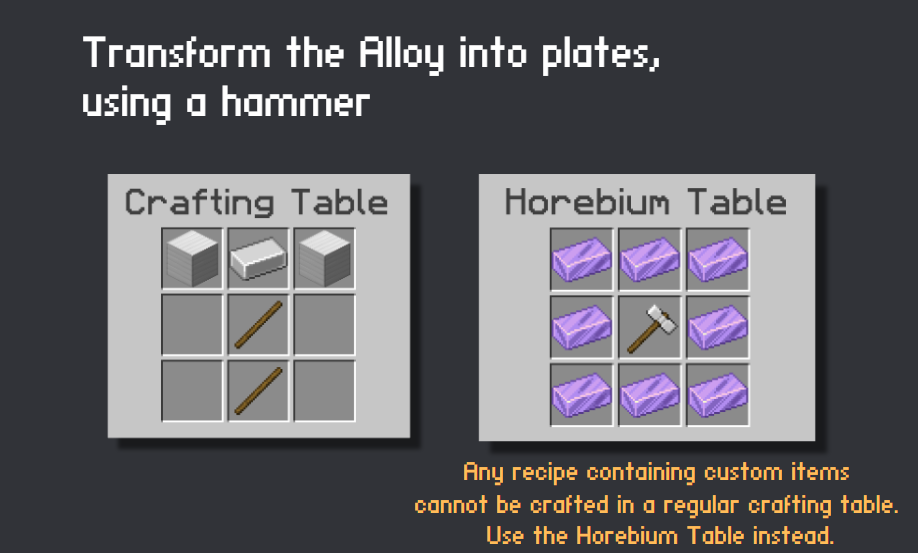 Transform the Alloy into plates,
using a hammer
Crafting Table
Horebium Table
Any recipe containing custom items
cannot be crafted in a regular crafting table.
Use the Horebium Table instead.